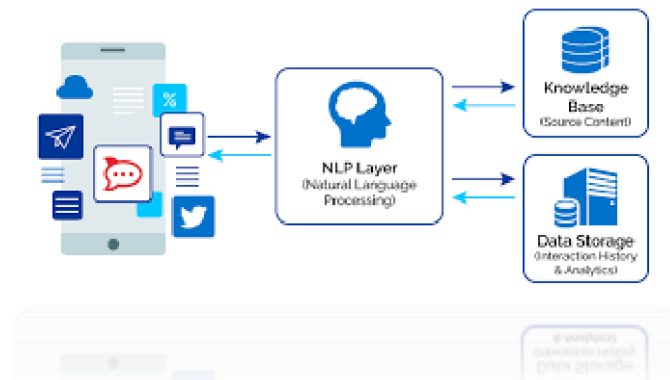 %
NLP Layer
(Natural Language
Processing)
Knowledge
Base
(Source Content)
Data Storage
(Interaction History
& Analytics)